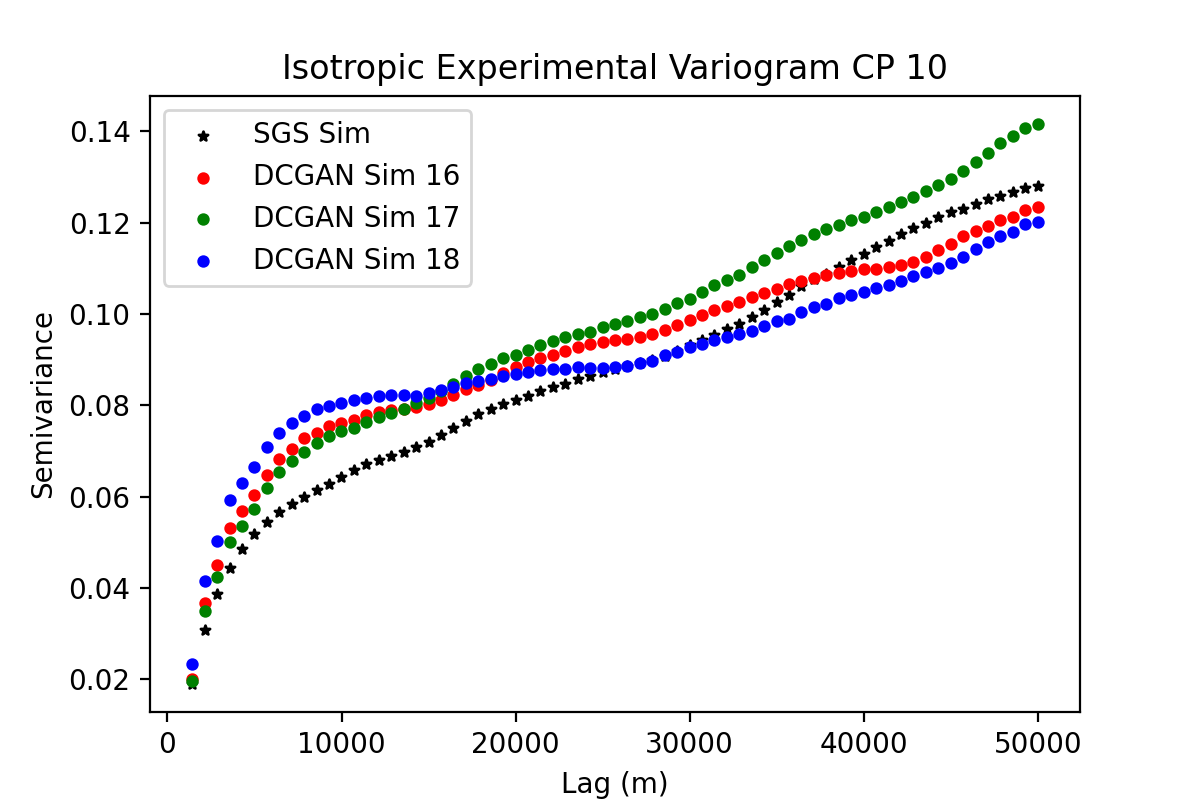 Isotropic Experimental Variogram CP 10
SGS Sim
DCGAN Sim 16
DCGAN Sim 17
DCGAN Sim 18
0.14
0.12
0.10
0.08
0.06
0.04
0.02
Semivariance
0 10000 20000 30000 40000 50000
Lag (m)